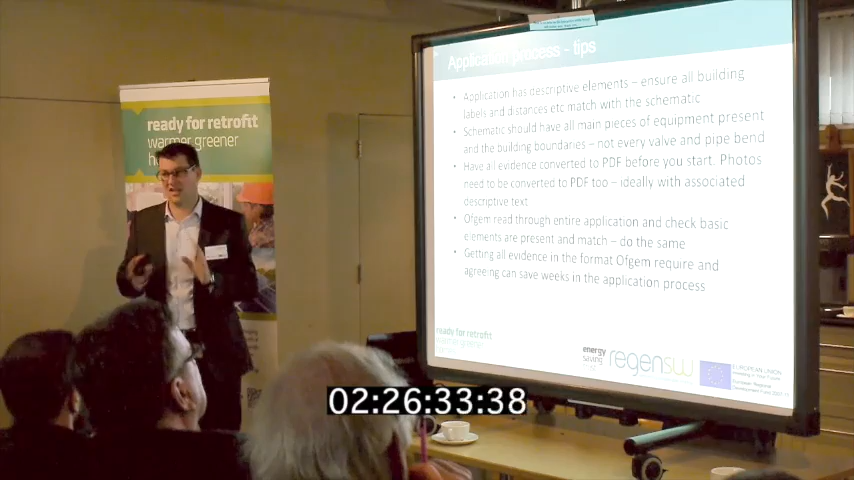 Application process – tips
• Application has descriptive elements – ensure all building
labels and distances etc match with the schematic
• Schematic should have all main pieces of equipment present
and the building boundaries – not every valve and pipe bend
• Have all evidence converted to PDF before you start. Photos
need to be converted to PDF too – ideally with associated
descriptive text
• Ofgem read through entire application and check basic
elements are present and match – do the same
• Getting all evidence in the format Ofgem require and
agreeing can save weeks in the application process
ready for retrofit
warmer greener
energy
saving
regensw
EUROPEAN UNION
ready for retrofit
warmer greener
02:26:33:38